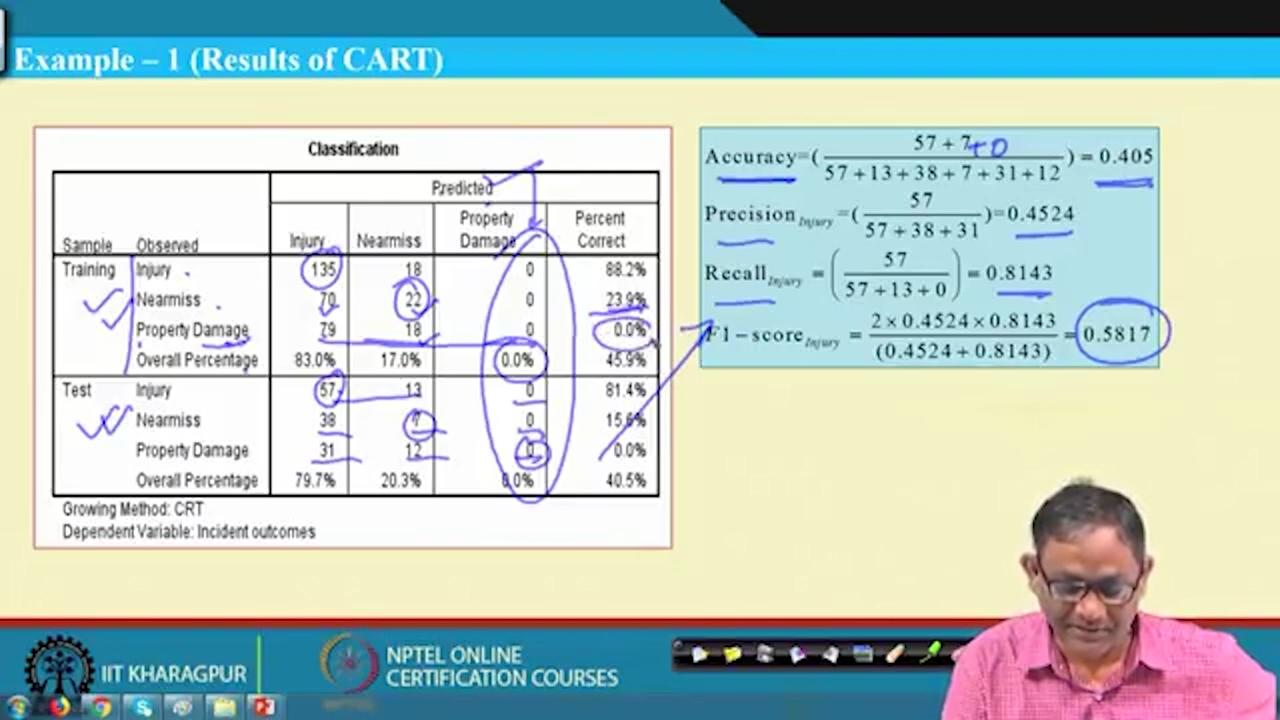 Example – 1 (Results of CART)
Classification
Predicted
Sample Observed Injury Nearmiss Property Damage Percent Correct
Training Injury 135 18 0 88.2%
Nearmiss 70 22 0 23.9%
Property Damage 79 18 0 0.0%
Overall Percentage 83.0% 17.0% 0.0% 45.9%
Test Injury 57 13 0 81.4%
Nearmiss 38 7 0 15.6%
Property Damage 31 12 0 0.0%
Overall Percentage 79.7% 20.3% 0.0% 40.5%
Growing Method: CRT
Dependent Variable: Incident outcomes
Accuracy=( 57 + 7 +0 / 57 + 13 + 38 + 7 + 31 + 12 ) = 0.405
Precision Injury =( 57 / 57 + 38 + 31 )=0.4524
Recall Injury = ( 57 / 57 + 13 + 0 ) = 0.8143
F1 – score Injury = 2 × 0.4524 × 0.8143 / (0.4524 + 0.8143) = 0.5817
IIT KHARAGPUR
NPTEL ONLINE
CERTIFICATION COURSES